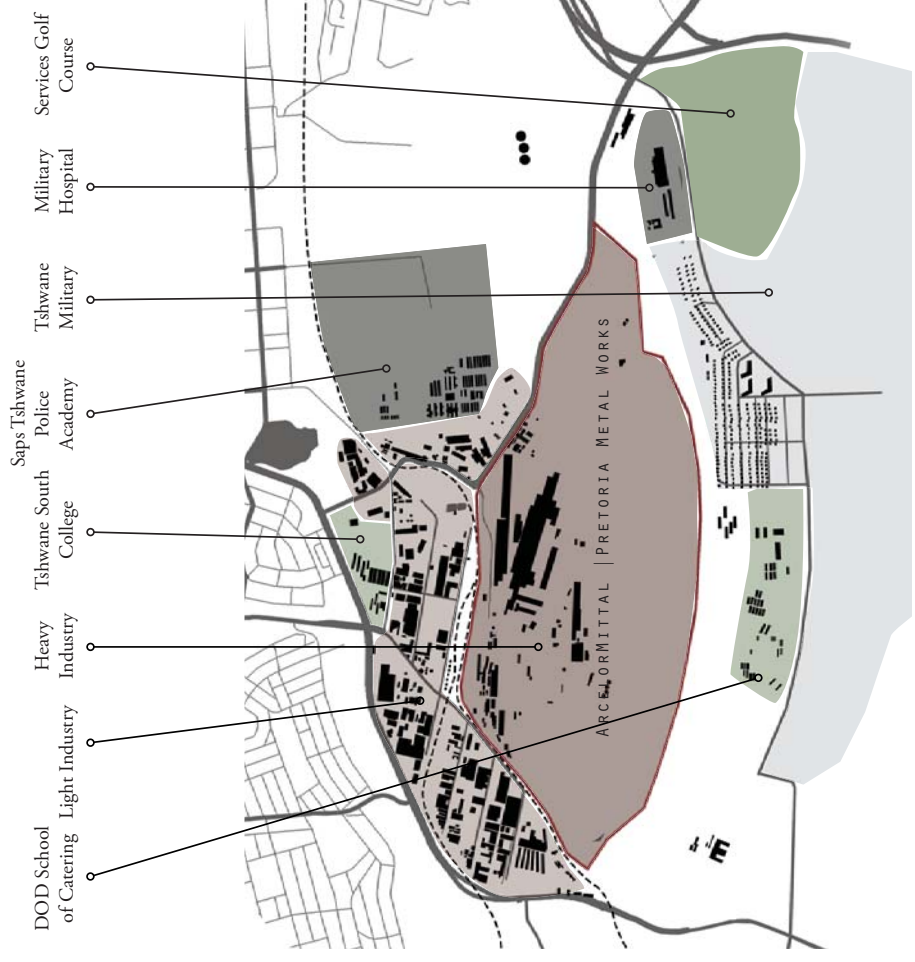 DOD School
of Catering
Light Industry
Heavy
Industry
Tshwane South
College
Saps Tshwane
Police
Academy
Tshwane
Military
Military
Hospital
Services Golf
Course
ArcelorMittal | Pretoria Metal Works